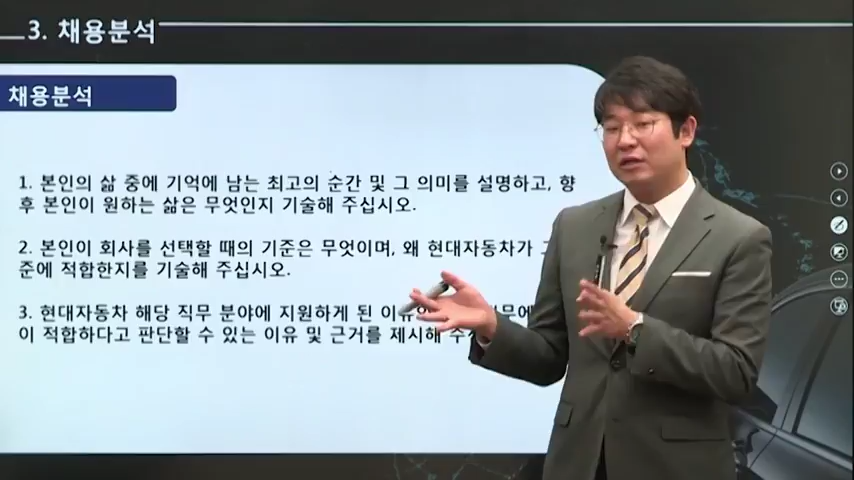 3. 채용분석
채용분석
1. 본인의 삶 중에 기억에 남는 최고의 순간 및 그 의미를 설명하고, 향
후 본인이 원하는 삶은 무엇인지 기술해 주십시오.
2. 본인이 회사를 선택할 때의 기준은 무엇이며, 왜 현대자동차가
준에 적합한지를 기술해 주십시오.
3. 현대자동차 해당 직무 분야에 지원하게 된
이 적합하다고 판단할 수 있는 이유 및 근거를 제시해